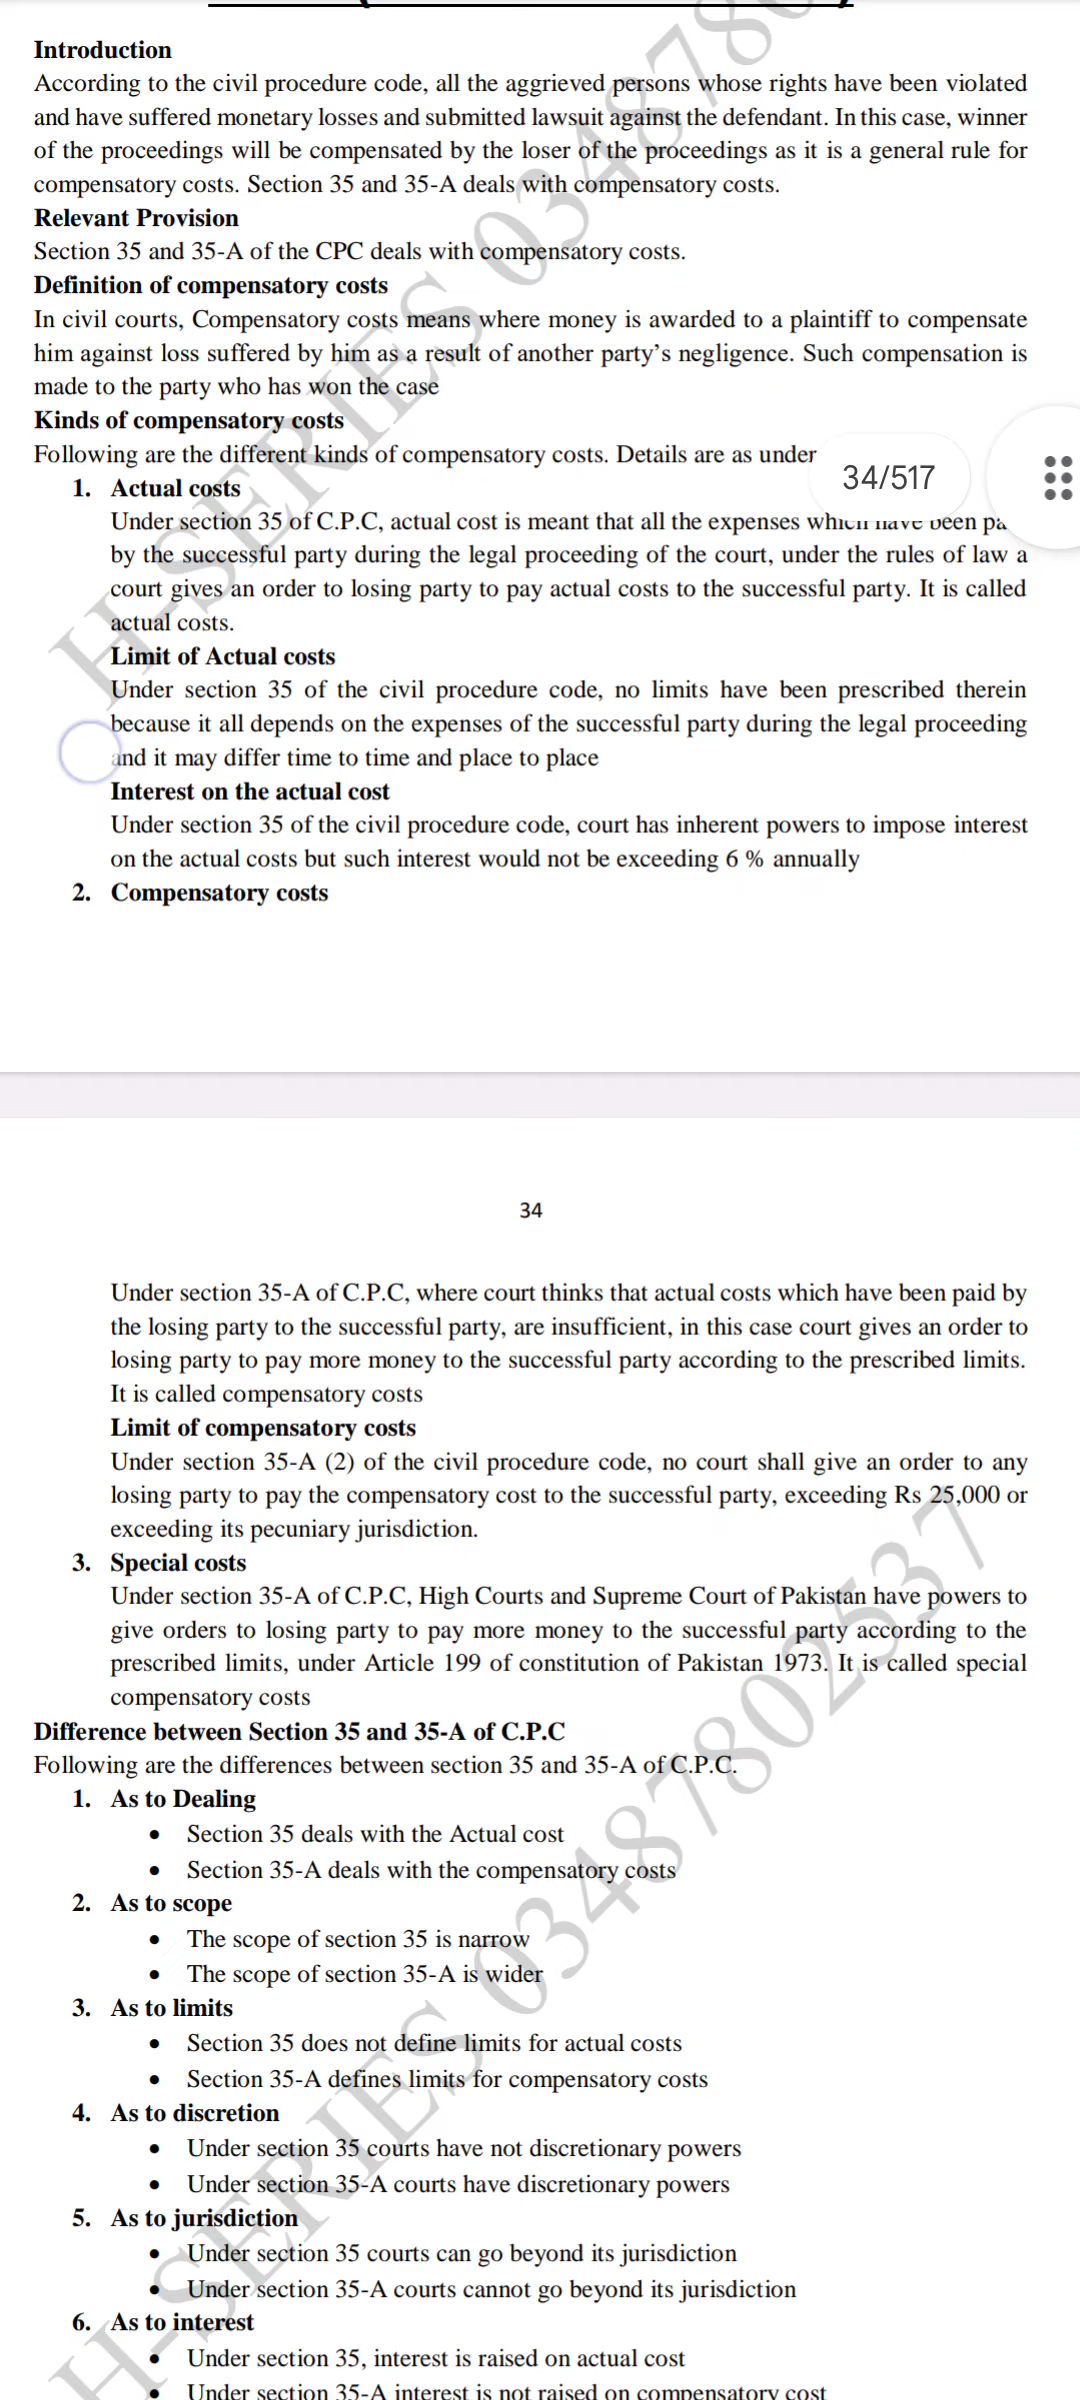 Introduction
According to the civil procedure code, all the aggrieved persons whose rights have been violated
and have suffered monetary losses and submitted lawsuit against the defendant. In this case, winner
of the proceedings will be compensated by the loser of the proceedings as it is a general rule for
compensatory costs. Section 35 and 35-A deals with compensatory costs.
Relevant Provision
Section 35 and 35-A of the CPC deals with compensatory costs.
Definition of compensatory costs
In civil courts, Compensatory costs means where money is awarded to a plaintiff to compensate
him against loss suffered by him as a result of another party's negligence. Such compensation is
made to the party who has won the case
Kinds of compensatory costs
Following are the different kinds of compensatory costs. Details are as under
34/517
1. Actual costs
Under section 35 of C.P.C, actual cost is meant that all the expenses which have been pa
by the successful party during the legal proceeding of the court, under the rules of law a
court gives an order to losing party to pay actual costs to the successful party. It is called
actual costs.
Limit of Actual costs
Under section 35 of the civil procedure code, no limits have been prescribed therein
because it all depends on the expenses of the successful party during the legal proceeding
and it may differ time to time and place to place
Interest on the actual cost
Under section 35 of the civil procedure code, court has inherent powers to impose interest
on the actual costs but such interest would not be exceeding 6 % annually
2. Compensatory costs
H-SERIES 034878
34
Under section 35-A of C.P.C, where court thinks that actual costs which have been paid by
the losing party to the successful party, are insufficient, in this case court gives an order to
losing party to pay more money to the successful party according to the prescribed limits.
It is called compensatory costs
Limit of compensatory costs
Under section 35-A (2) of the civil procedure code, no court shall give an order to any
losing party to pay the compensatory cost to the successful party, exceeding Rs 25,000 or
exceeding its pecuniary jurisdiction.
3. Special costs
Under section 35-A of C.P.C, High Courts and Supreme Court of Pakistan have powers to
give orders to losing party to pay more money to the successful party according to the
prescribed limits, under Article 199 of constitution of Pakistan 1973. It is called special
compensatory costs
Difference between Section 35 and 35-A of C.P.C
Following are the differences between section 35 and 35-A of C.P.C.
1. As to Dealing
• Section 35 deals with the Actual cost
• Section 35-A deals with the compensatory costs
2. As to scope
• The scope of section 35 is narrow
• The scope of section 35-A is wider
3. As to limits
• Section 35 does not define limits for actual costs
• Section 35-A defines limits for compensatory costs
4. As to discretion
• Under section 35 courts have not discretionary powers
• Under section 35-A courts have discretionary powers
5. As to jurisdiction
• Under section 35 courts can go beyond its jurisdiction
• Under section 35-A courts cannot go beyond its jurisdiction
6. As to interest
• Under section 35, interest is raised on actual cost
• Under section 35-A interest is not raised on compensatory cost
H-SERIES 03487802537